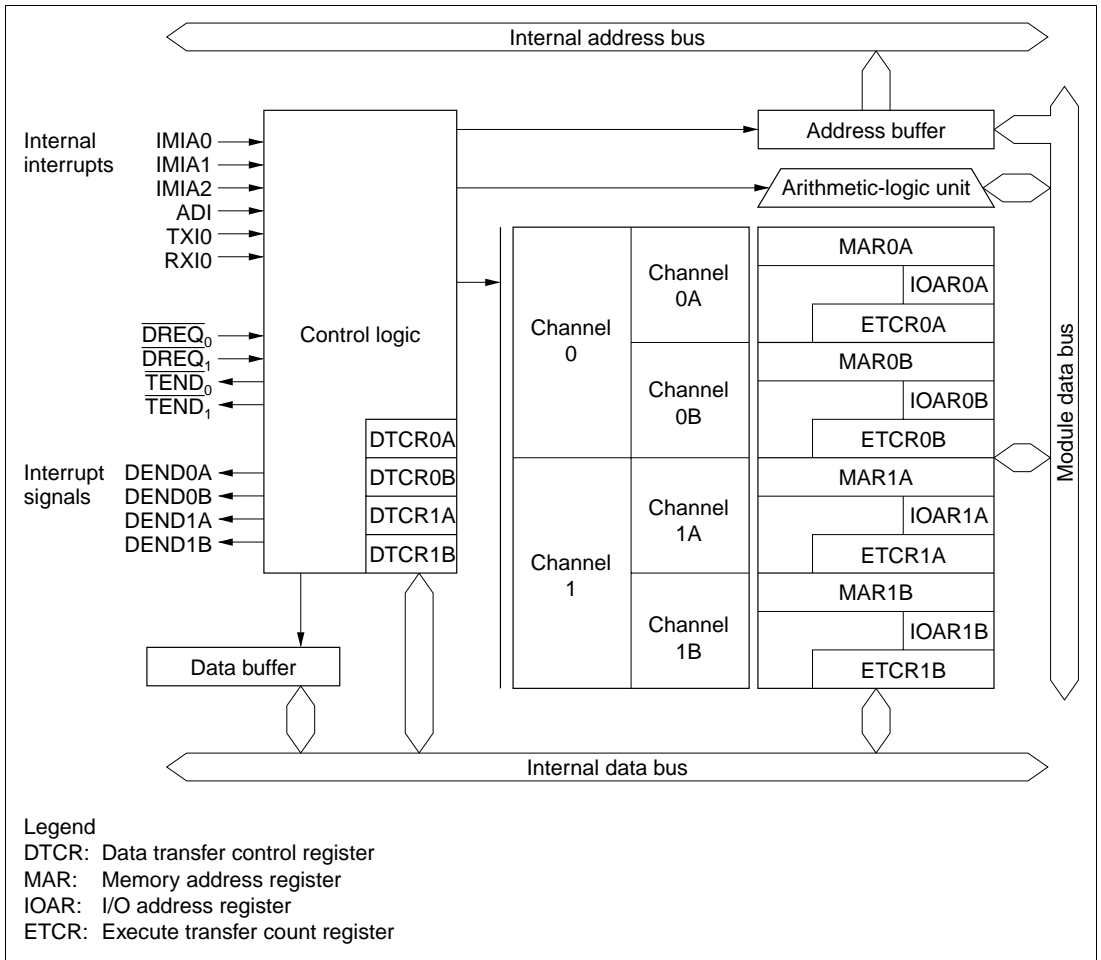 Internal address bus
Address buffer
Arithmetic-logic unit
Internal
interrupts
IMIA0
IMIA1
IMIA2
ADI
TXI0
RXI0
DREQ0
DREQ1
TEND0
TEND1
Control logic
Interrupt
signals
DEND0A
DEND0B
DEND1A
DEND1B
DTCR0A
DTCR0B
DTCR1A
DTCR1B
Channel
0
Channel
0A
Channel
0B
Channel
1
Channel
1A
Channel
1B
MAR0A
IOAR0A
ETCR0A
MAR0B
IOAR0B
ETCR0B
MAR1A
IOAR1A
ETCR1A
MAR1B
IOAR1B
ETCR1B
Module data bus
Data buffer
Internal data bus
Legend
DTCR: Data transfer control register
MAR: Memory address register
IOAR: I/O address register
ETCR: Execute transfer count register